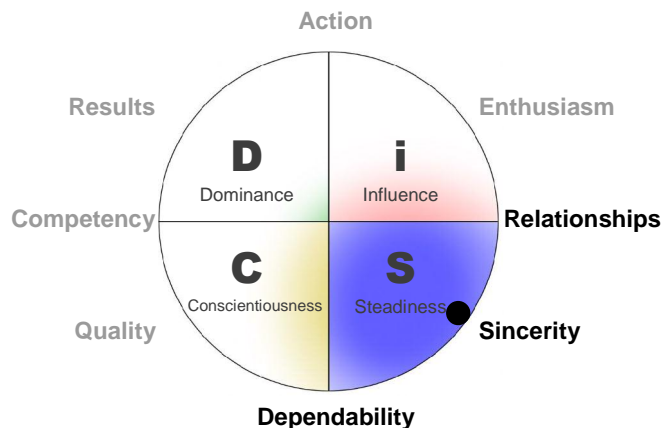 Action
Results
Enthusiasm
D
i
Dominance
Influence
Competency
Relationships
C
S
Conscientiousness
Steadiness
Quality
Sincerity
Dependability